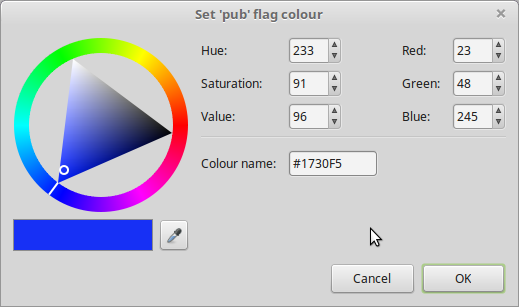 Set 'pub' flag colour
Hue: 233 Red: 23
Saturation: 91 Green: 48
Value: 96 Blue: 245
Colour name: #1730F5
Cancel OK